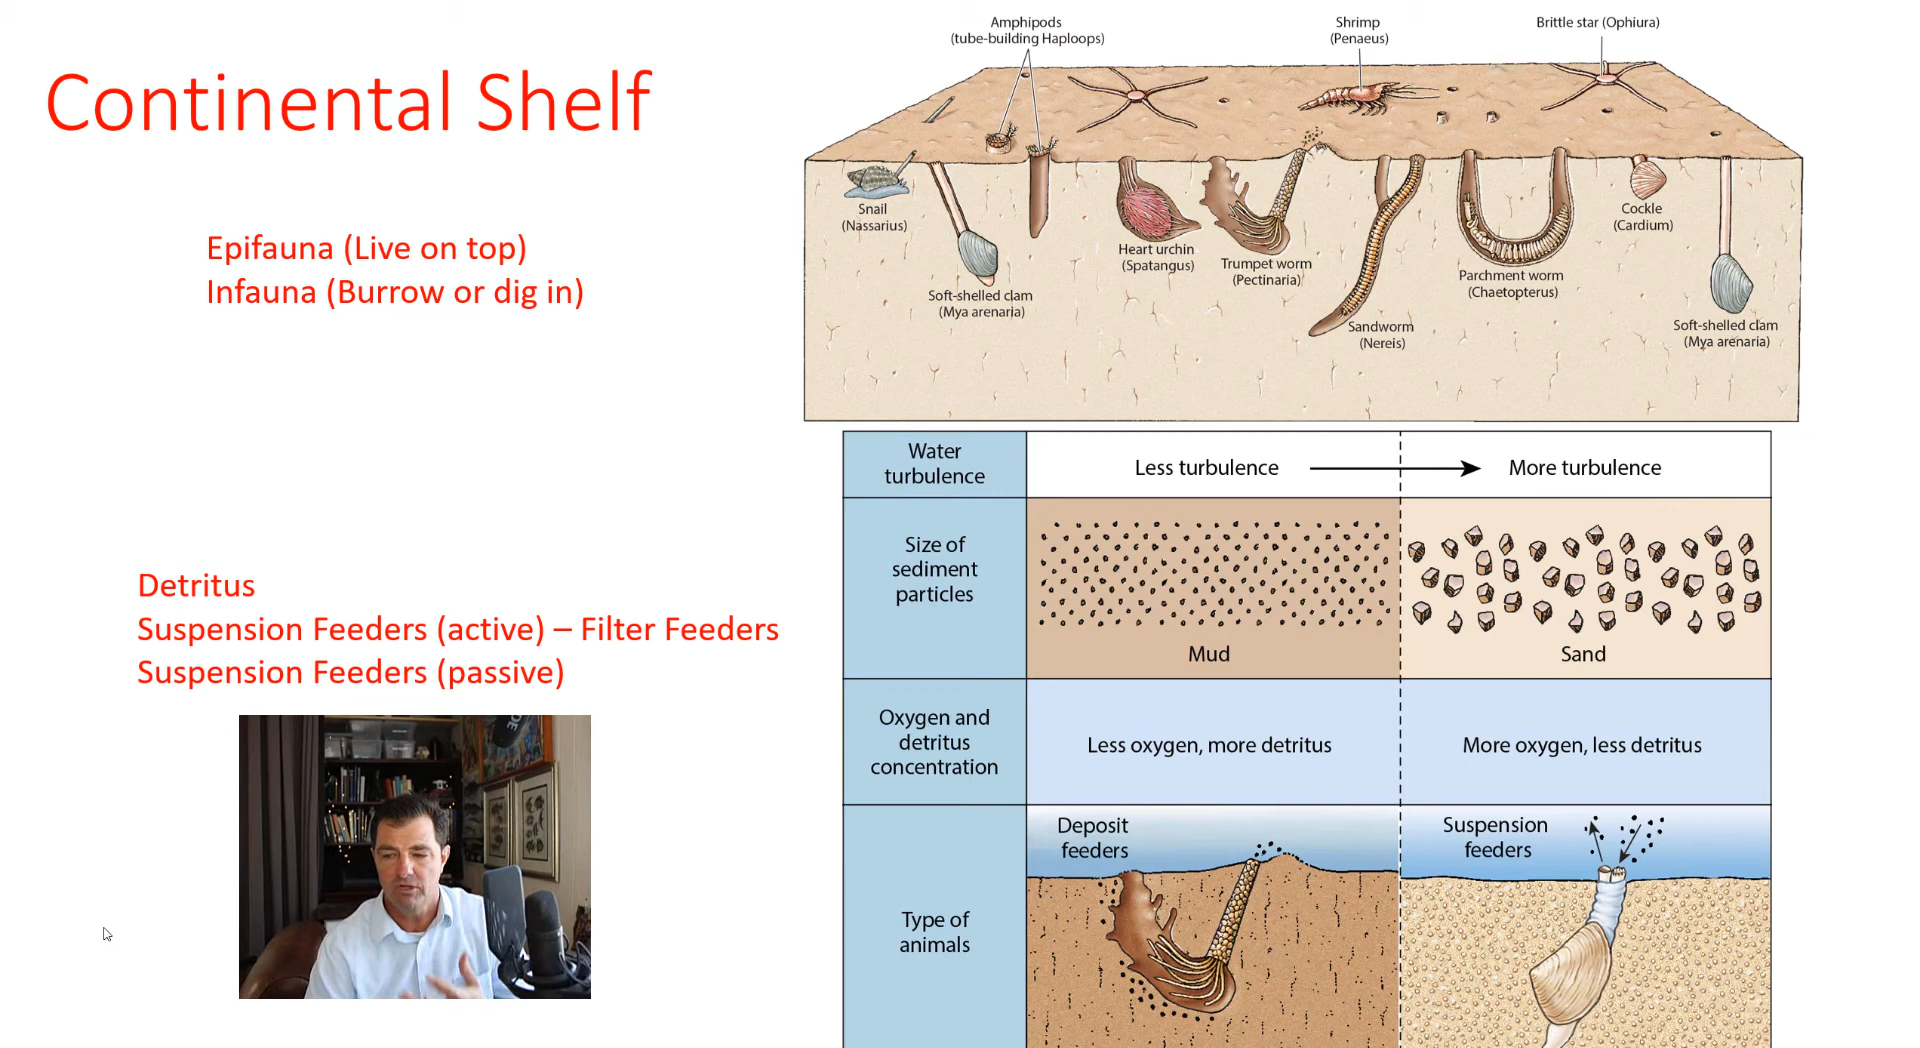 Continental Shelf
Epifauna (Live on top)
Infauna (Burrow or dig in)
Detritus
Suspension Feeders (active) – Filter Feeders
Suspension Feeders (passive)
Amphipods
(tube-building Haploops)
Shrimp
(Penaeus)
Brittle star (Ophiura)
Snail
(Nassarius)
Soft-shelled clam
(Mya arenaria)
Heart urchin
(Spatangus)
Trumpet worm
(Pectinaria)
Sandworm
(Nereis)
Parchment worm
(Chaetopterus)
Cockle
(Cardium)
Soft-shelled clam
(Mya arenaria)
Water
turbulence
Less turbulence
More turbulence
Size of
sediment
particles
Mud
Sand
Oxygen and
detritus
concentration
Less oxygen, more detritus
More oxygen, less detritus
Type of
animals
Deposit
feeders
Suspension
feeders